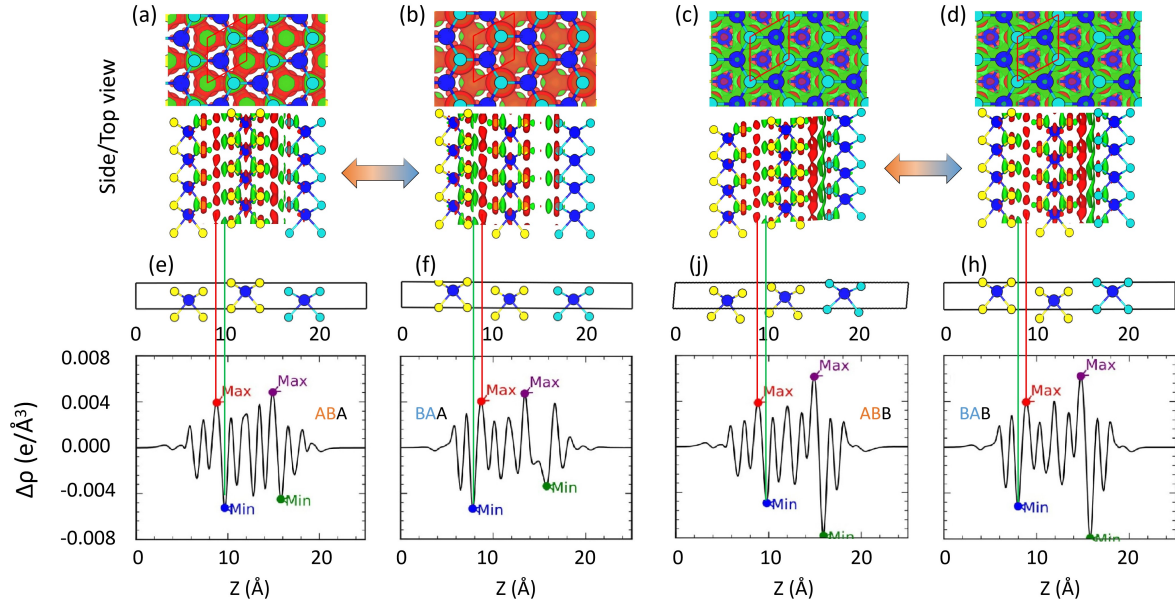 (a) (b) (c) (d)
Side/Top view
(e) (f) (j) (h)
0 10 20 0 10 20 0 10 20 0 10 20
0.008
Max Max Max Max Max Max Max Max
0.004
ABA BAA ABB BAB
0.000
Δρ (e/Å³)
-0.004
Min Min Min Min Min Min Min Min
-0.008
0 10 20 0 10 20 0 10 20 0 10 20
Z (Å) Z (Å) Z (Å) Z (Å)